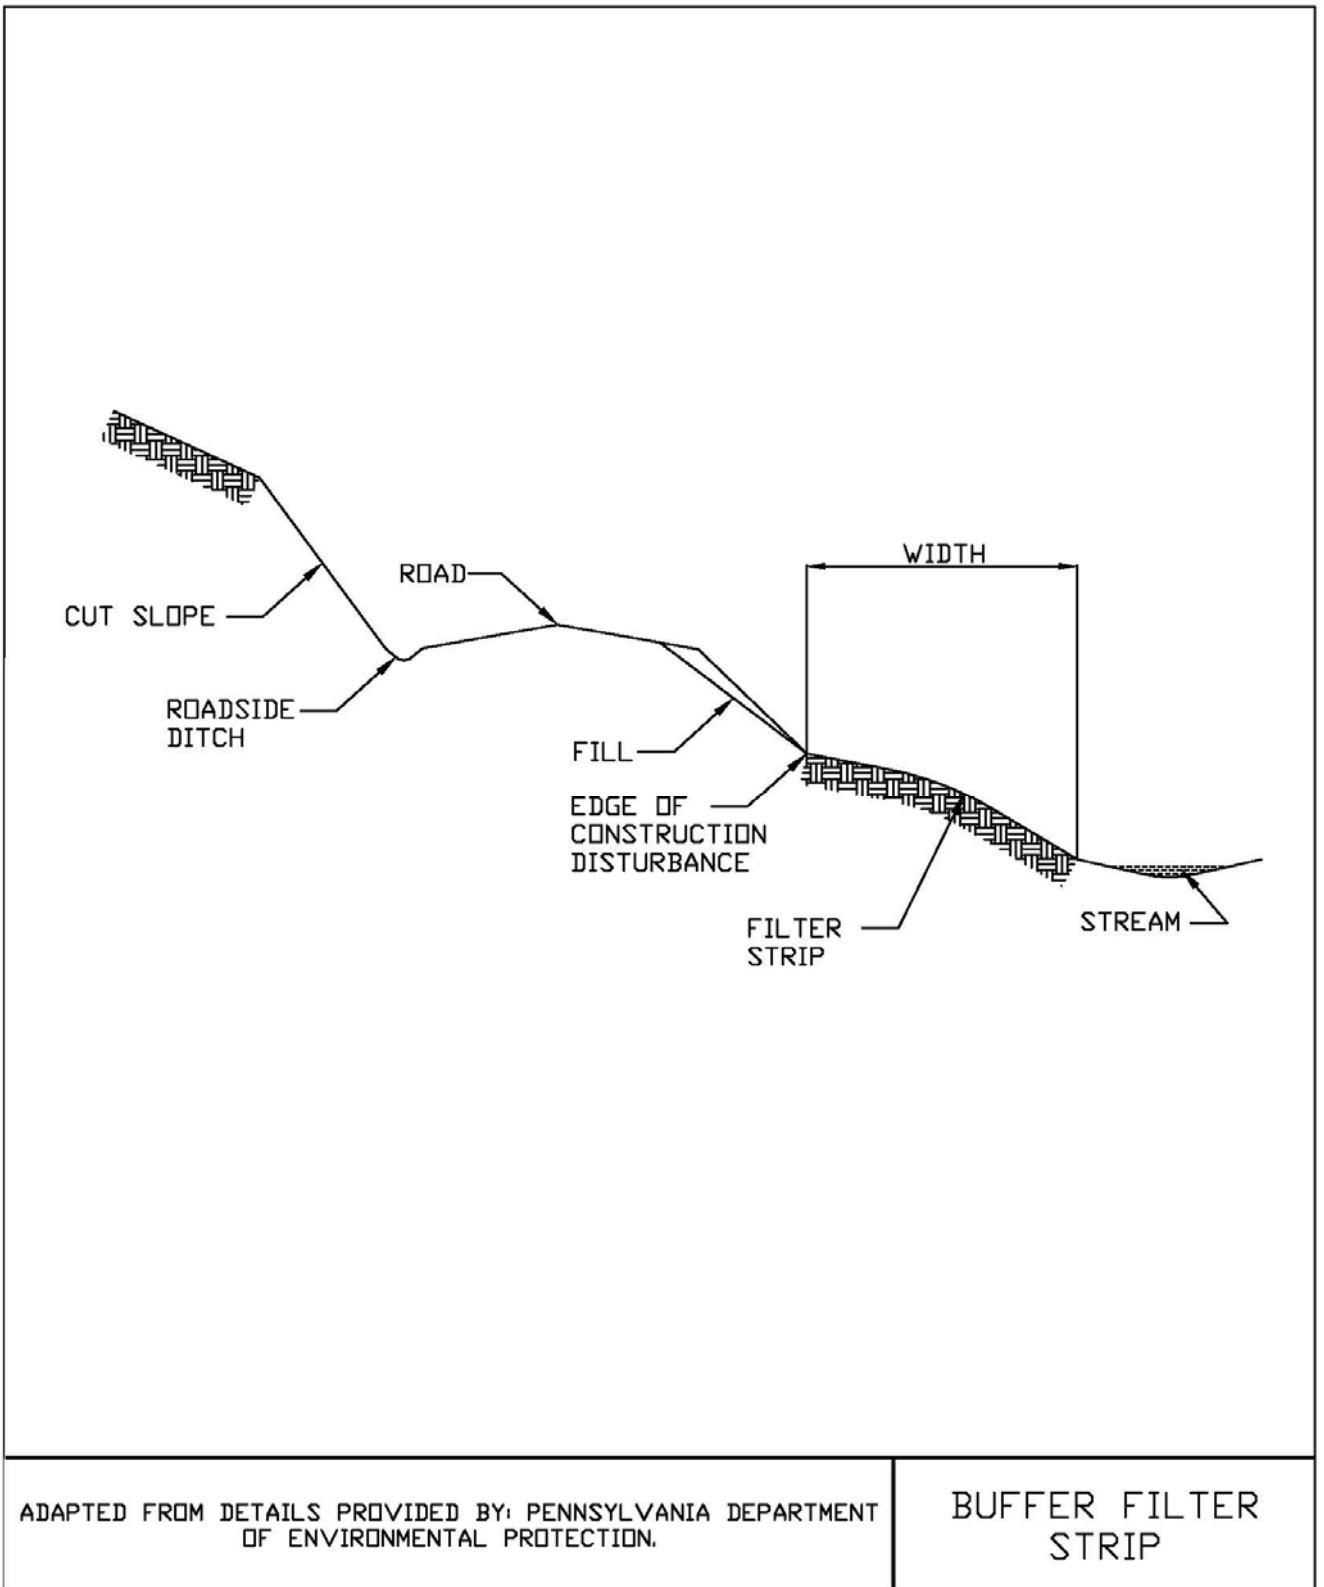 WIDTH
ROAD
CUT SLOPE
ROADSIDE
DITCH
FILL
EDGE OF
CONSTRUCTION
DISTURBANCE
FILTER
STRIP
STREAM
ADAPTED FROM DETAILS PROVIDED BY: PENNSYLVANIA DEPARTMENT
OF ENVIRONMENTAL PROTECTION.
BUFFER FILTER
STRIP